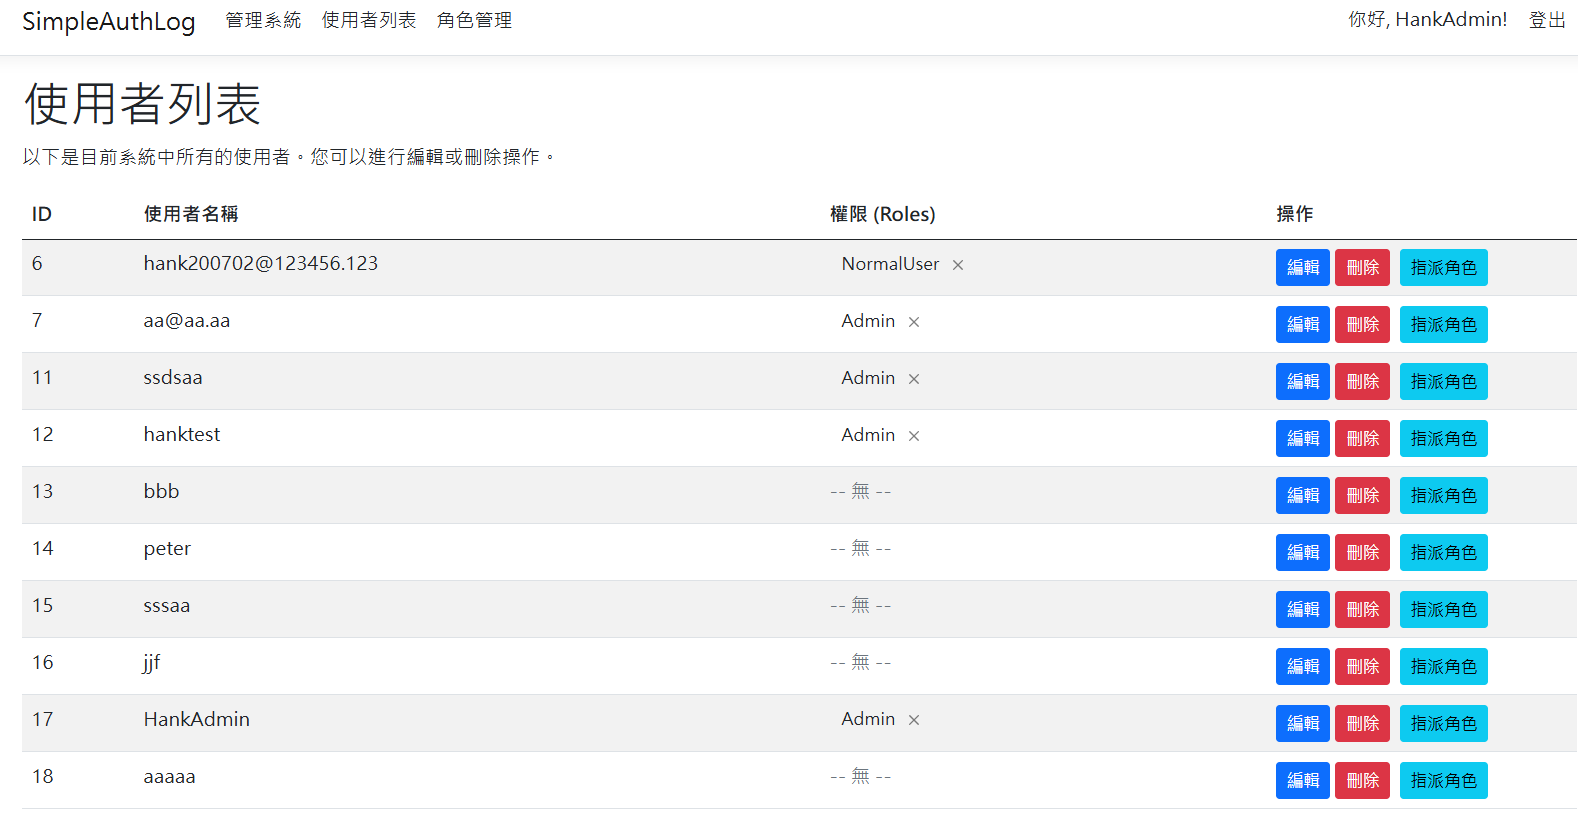 SimpleAuthLog 管理系統 使用者列表 角色管理 你好, HankAdmin! 登出
使用者列表
以下是目前系統中所有的使用者。您可以進行編輯或刪除操作。
ID 使用者名稱 權限 (Roles) 操作
6 hank200702@123456.123 NormalUser × 編輯 刪除 指派角色
7 aa@aa.aa Admin × 編輯 刪除 指派角色
11 ssdsaa Admin × 編輯 刪除 指派角色
12 hanktest Admin × 編輯 刪除 指派角色
13 bbb -- 無 -- 編輯 刪除 指派角色
14 peter -- 無 -- 編輯 刪除 指派角色
15 sssaa -- 無 -- 編輯 刪除 指派角色
16 jjf -- 無 -- 編輯 刪除 指派角色
17 HankAdmin Admin × 編輯 刪除 指派角色
18 aaaaa -- 無 -- 編輯 刪除 指派角色